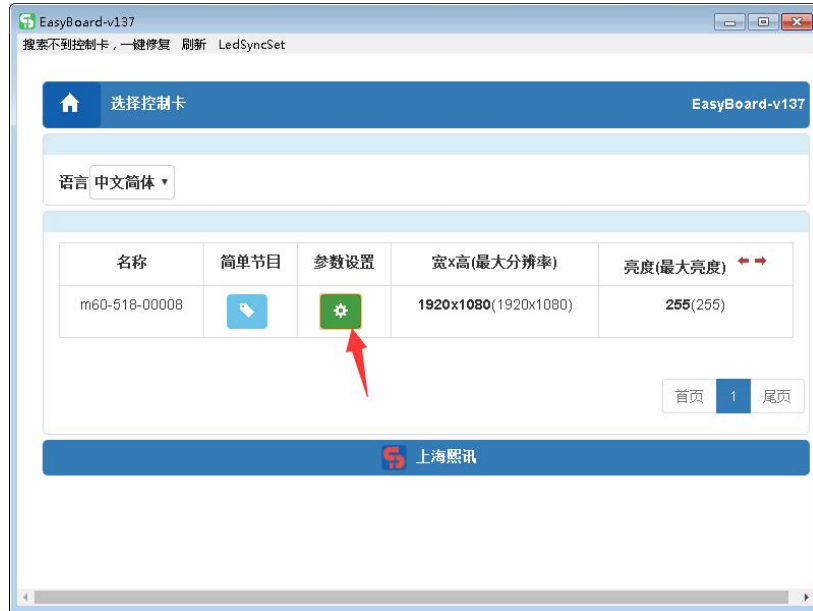 EasyBoard-v137
搜索不到控制卡，一键修复 刷新 LedSyncSet
选择控制卡 EasyBoard-v137
语言 中文简体
名称 简单节目 参数设置 宽x高(最大分辨率) 亮度(最大亮度)
m60-518-00008 1920x1080(1920x1080) 255(255)
首页 1 尾页
上海熙讯